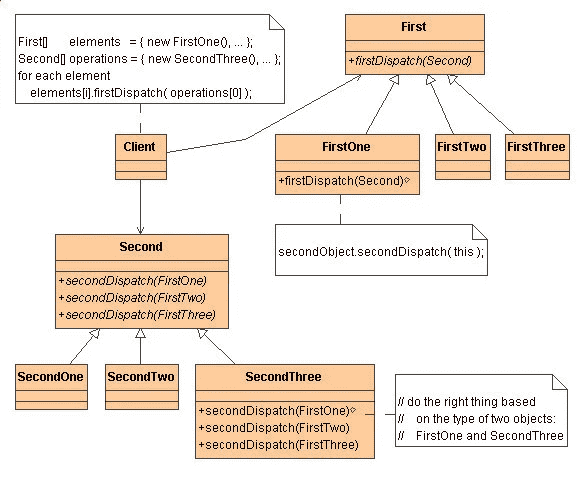 First[] elements = { new FirstOne(), ... };
Second[] operations = { new SecondThree(), ... };
for each element
elements[i].firstDispatch( operations[0] );
First
+firstDispatch(Second)
Client
FirstOne
+firstDispatch(Second)
FirstTwo
FirstThree
secondObject.secondDispatch( this );
Second
+secondDispatch(FirstOne)
+secondDispatch(FirstTwo)
+secondDispatch(FirstThree)
SecondOne
SecondTwo
SecondThree
+secondDispatch(FirstOne)
+secondDispatch(FirstTwo)
+secondDispatch(FirstThree)
// do the right thing based
// on the type of two objects:
// FirstOne and SecondThree